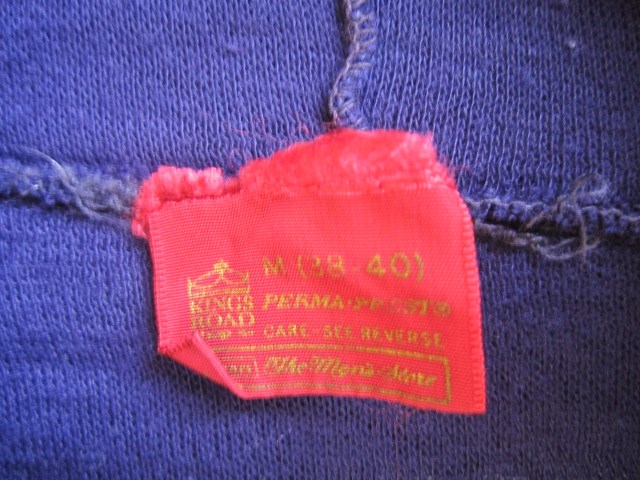 M (38-40)
KINGS
ROAD
PERMA-PREST®
CARE - SEE REVERSE
The Men's Store